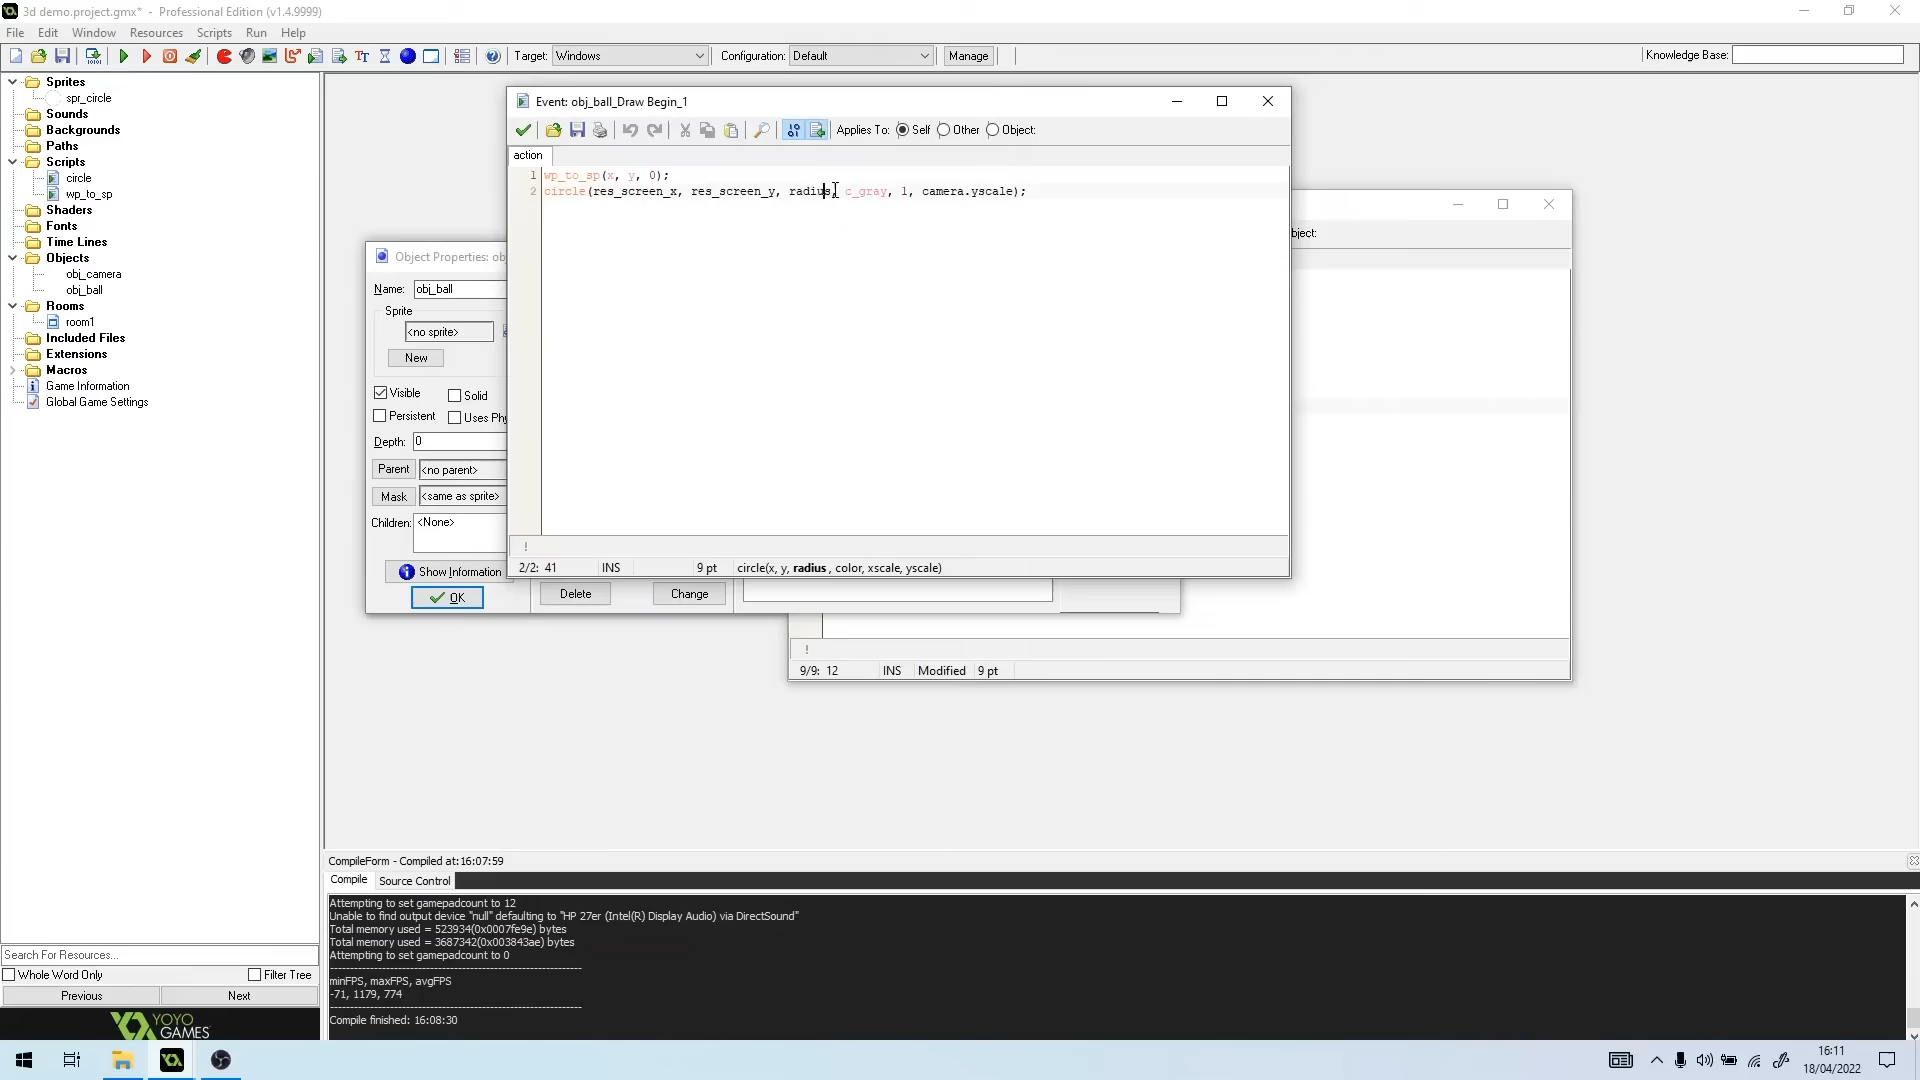 3d demo.project.gmx* - Professional Edition (v1.4.9999)
File Edit Window Resources Scripts Run Help
Target: Windows Configuration: Default Manage Knowledge Base:
Sprites
spr_circle
Sounds
Backgrounds
Paths
Scripts
circle
wp_to_sp
Shaders
Fonts
Time Lines
Objects
obj_camera
obj_ball
Rooms
room1
Included Files
Extensions
Macros
Game Information
Global Game Settings
Search For Resources...
Whole Word Only Filter Tree
Previous Next
YOYO
GAMES
Event: obj_ball_Draw Begin_1
Applies To: Self Other Object:
action
1 wp_to_sp(x, y, 0);
2 circle(res_screen_x, res_screen_y, radius, c_gray, 1, camera.yscale);
!
2/2: 41 INS 9 pt circle(x, y, radius , color, xscale, yscale)
Object Properties: ob
Name: obj_ball
Sprite
<no sprite>
New
Visible Solid
Persistent Uses Phy
Depth: 0
Parent <no parent>
Mask <same as sprite>
Children: <None>
Show Information
OK
Delete Change
bject:
!
9/9: 12 INS Modified 9 pt
CompileForm - Compiled at:16:07:59
Compile Source Control
Attempting to set gamepadcount to 12
Unable to find output device "null" defaulting to "HP 27er (Intel(R) Display Audio) via DirectSound"
Total memory used = 523934(0x0007fe9e) bytes
Total memory used = 3687342(0x003843ae) bytes
Attempting to set gamepadcount to 0
minFPS, maxFPS, avgFPS
-71, 1179, 774
Compile finished: 16:08:30
16:11
18/04/2022